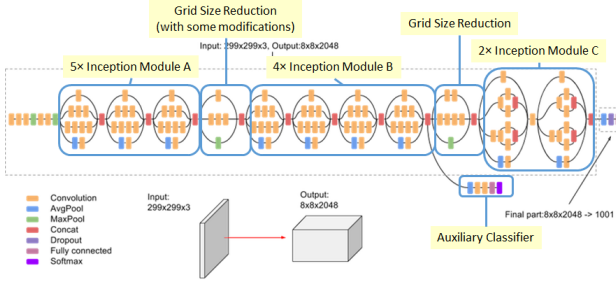 Grid Size Reduction
(with some modifications)
Grid Size Reduction
Input: 299x299x3, Output:8x8x2048
5× Inception Module A
4× Inception Module B
2× Inception Module C
Convolution
AvgPool
MaxPool
Concat
Dropout
Fully connected
Softmax
Input:
299x299x3
Output:
8x8x2048
Auxiliary Classifier
Final part:8x8x2048 -> 1001